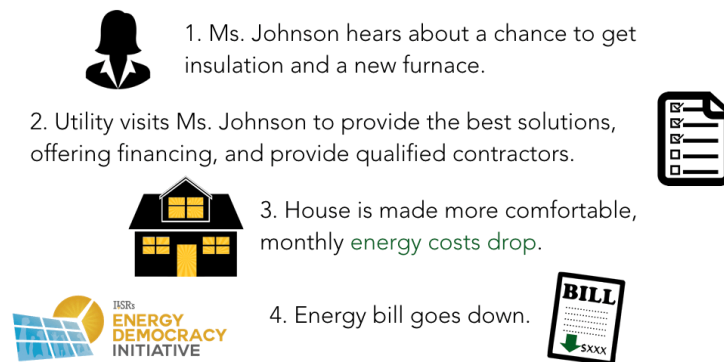 1. Ms. Johnson hears about a chance to get
insulation and a new furnace.
2. Utility visits Ms. Johnson to provide the best solutions,
offering financing, and provide qualified contractors.
3. House is made more comfortable,
monthly energy costs drop.
ILSR's
ENERGY
DEMOCRACY
INITIATIVE
4. Energy bill goes down.
BILL
$XXX